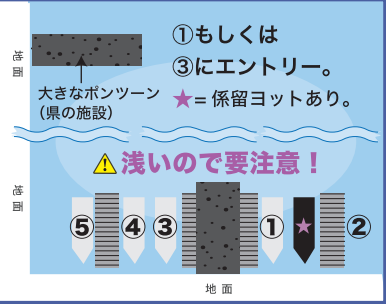 ①もしくは
③にエントリー。
★=係留ヨットあり。
地面
大きなポンツーン
（県の施設）
浅いので要注意！
地面
⑤ ④ ③ ① ★ ②
地面